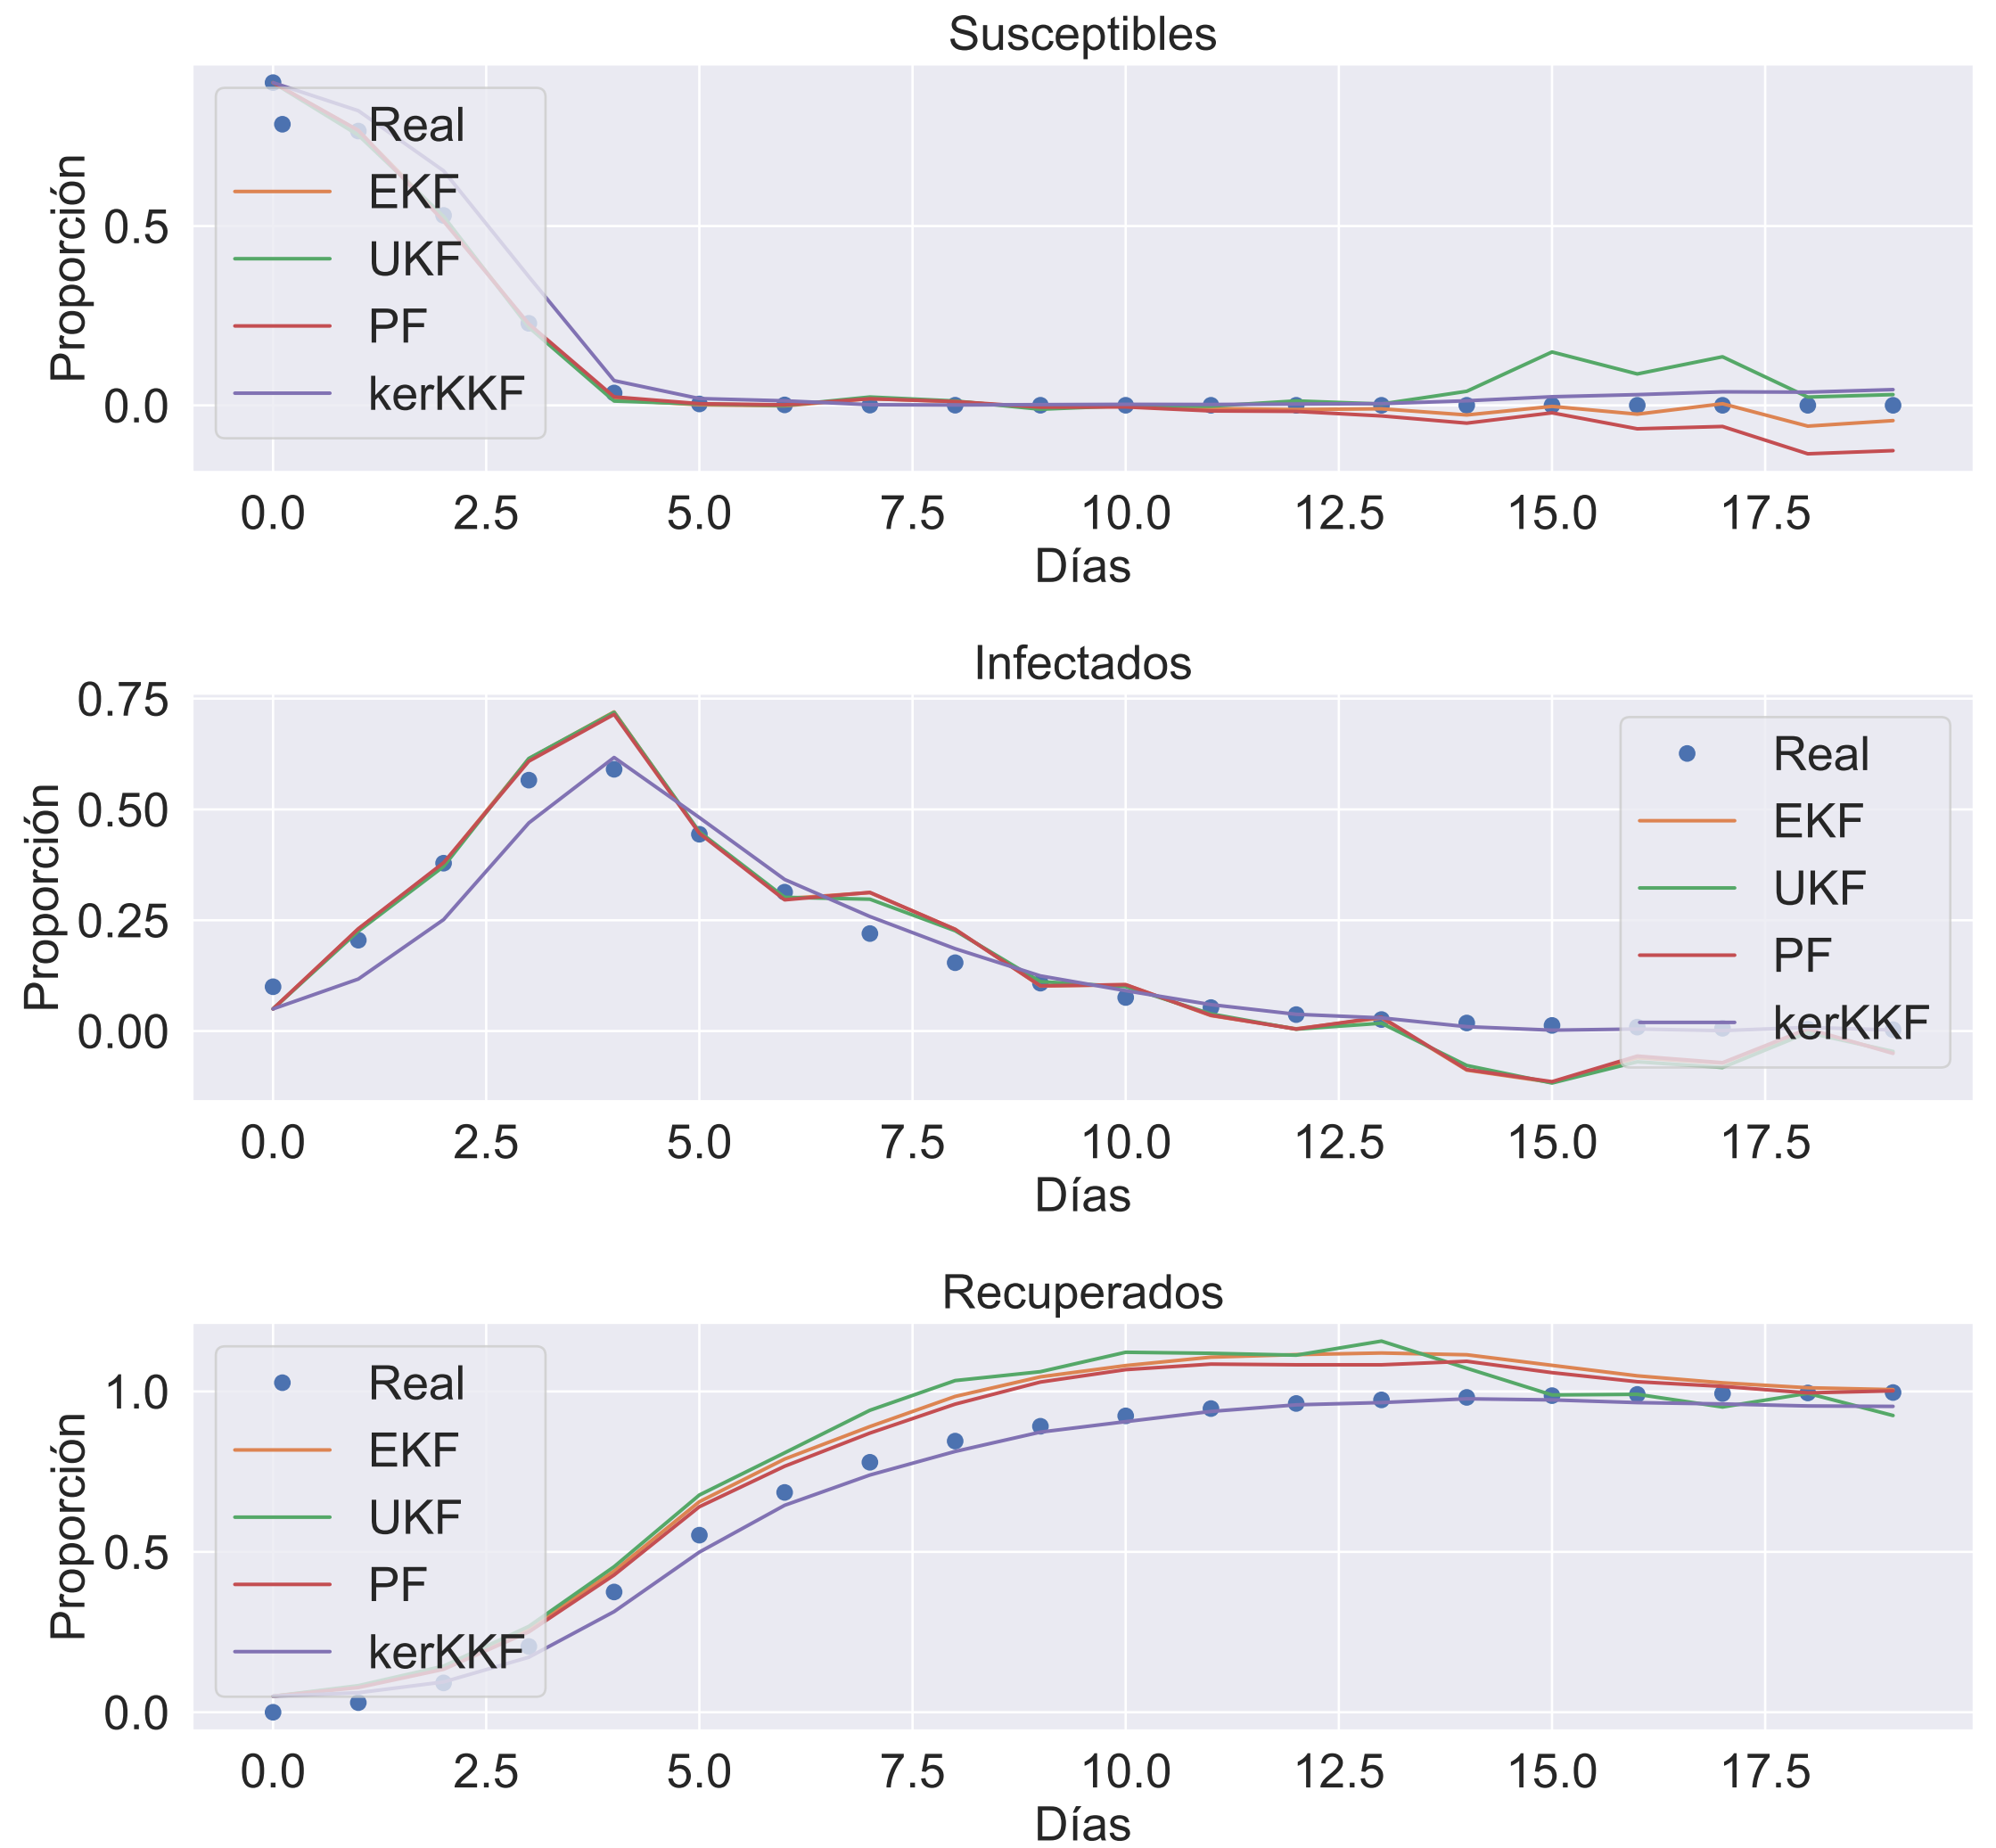 Susceptibles
Proporción
0.5
0.0
Real
EKF
UKF
PF
kerKKF
0.0 2.5 5.0 7.5 10.0 12.5 15.0 17.5
Días
Infectados
Proporción
0.75
0.50
0.25
0.00
Real
EKF
UKF
PF
kerKKF
0.0 2.5 5.0 7.5 10.0 12.5 15.0 17.5
Días
Recuperados
Proporción
1.0
0.5
0.0
Real
EKF
UKF
PF
kerKKF
0.0 2.5 5.0 7.5 10.0 12.5 15.0 17.5
Días